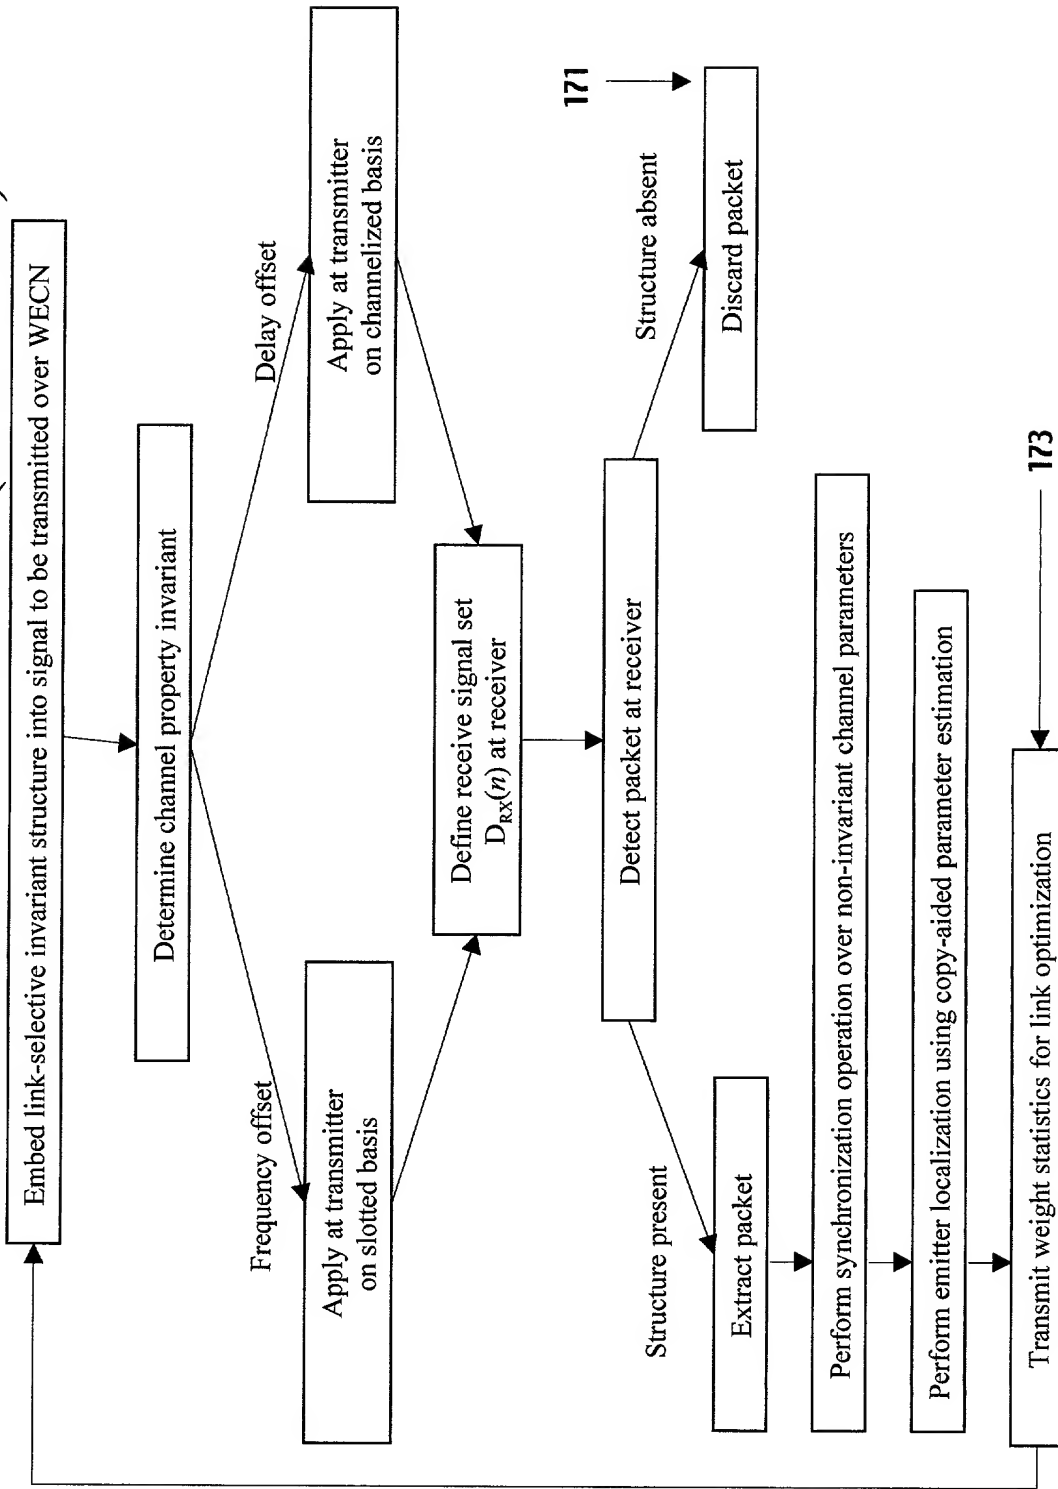 Embed link-selective invariant structure into signal to be transmitted over WECN
Determine channel property invariant
Frequency offset
Delay offset
Apply at transmitter
on slotted basis
Apply at transmitter
on channelized basis
Define receive signal set
D_RX(n) at receiver
Detect packet at receiver
Structure present
Structure absent
171
Extract packet
Discard packet
Perform synchronization operation over non-invariant channel parameters
Perform emitter localization using copy-aided parameter estimation
Transmit weight statistics for link optimization
173